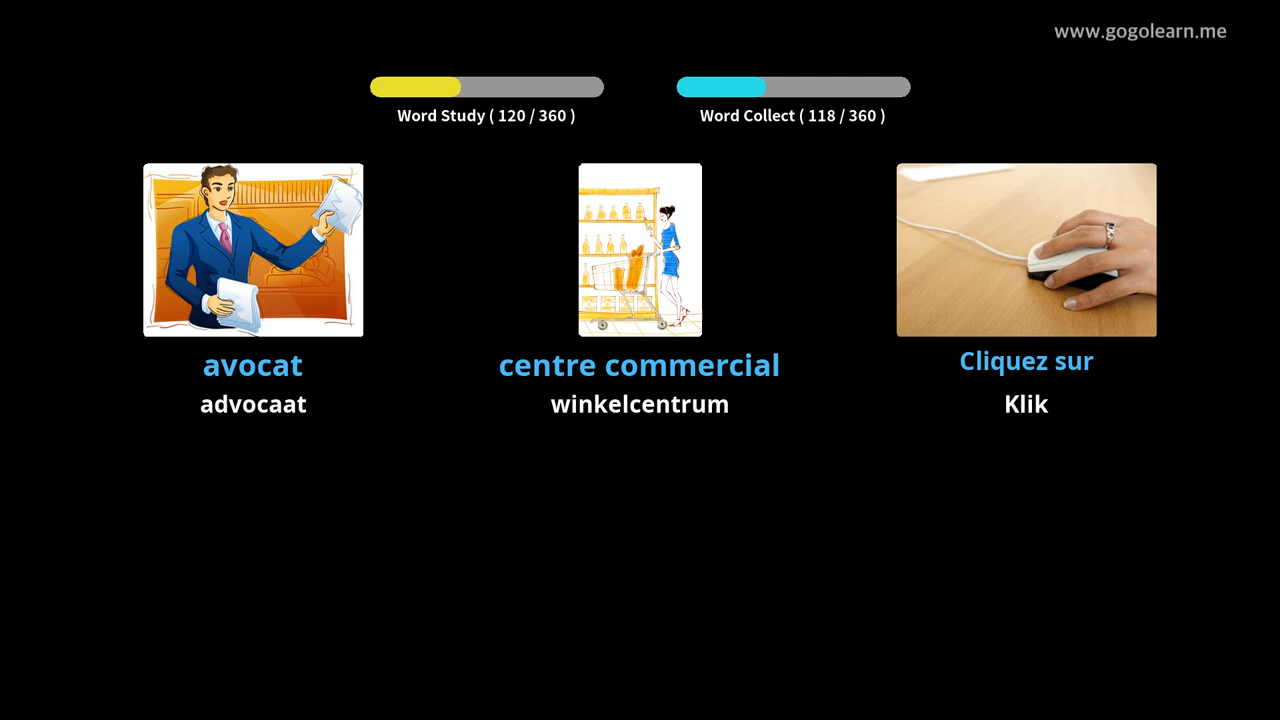 www.gogolearn.me
Word Study ( 120 / 360 )
Word Collect ( 118 / 360 )
avocat
advocaat
centre commercial
winkelcentrum
Cliquez sur
Klik